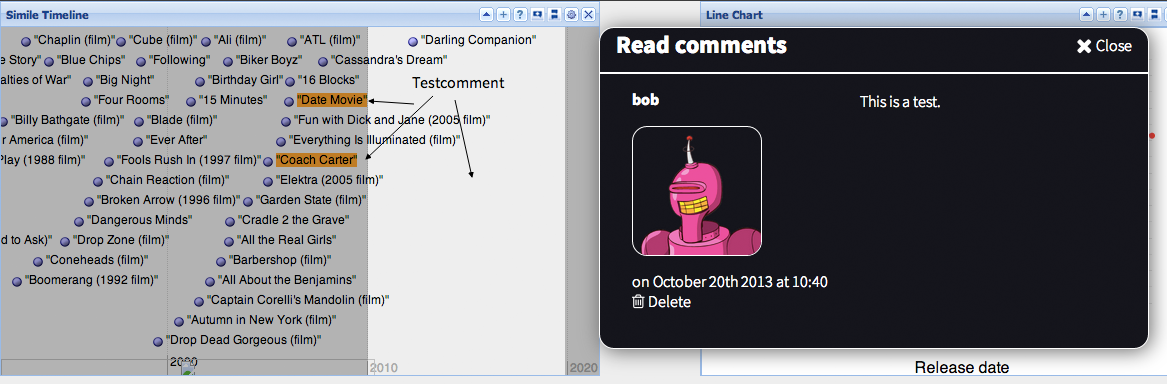 Simile Timeline
"Chaplin (film)" "Cube (film)" "Ali (film)" "ATL (film)" "Darling Companion"
e Story" "Blue Chips" "Following" "Biker Boyz" "Cassandra's Dream"
alties of War" "Big Night" "Birthday Girl" "16 Blocks"
Testcomment
"Four Rooms" "15 Minutes" "Date Movie"
"Billy Bathgate (film)" "Blade (film)" "Fun with Dick and Jane (2005 film)"
r America (film)" "Ever After" "Everything Is Illuminated (film)"
Play (1988 film) "Fools Rush In (1997 film)" "Coach Carter"
"Chain Reaction (film)" "Elektra (2005 film)"
"Broken Arrow (1996 film)" "Garden State (film)"
"Dangerous Minds" "Cradle 2 the Grave"
d to Ask)" "Drop Zone (film)" "All the Real Girls"
"Coneheads (film)" "Barbershop (film)"
"Boomerang (1992 film)" "All About the Benjamins"
"Captain Corelli's Mandolin (film)"
"Autumn in New York (film)"
"Drop Dead Gorgeous (film)"
2000 2010 2020
Line Chart
Read comments
Close
bob
This is a test.
on October 20th 2013 at 10:40
Delete
Release date